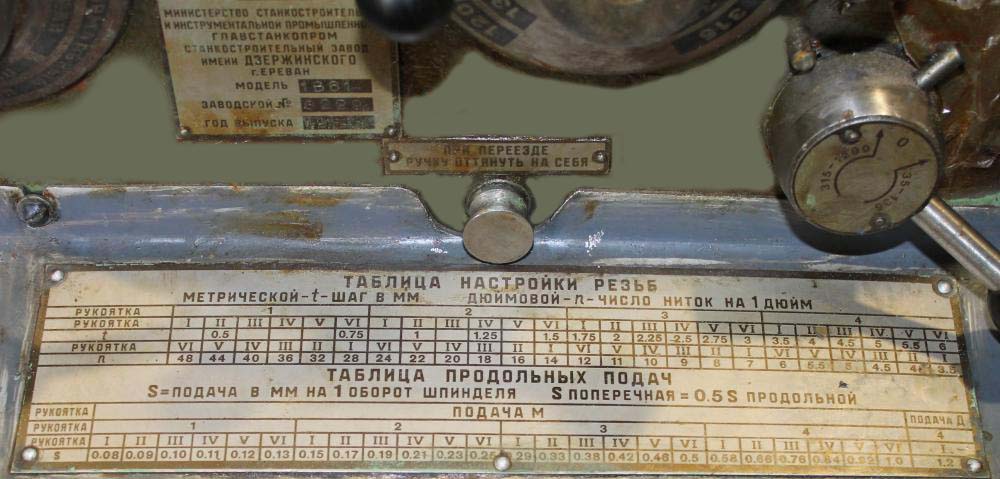 МИНИСТЕРСТВО СТАНКОСТРОИТЕЛЬ
И ИНСТРУМЕНТАЛЬНОЙ ПРОМЫШЛЕНН
ГЛАВСТАНКОПРОМ
СТАНКОСТРОИТЕЛЬНЫЙ ЗАВОД
ИМЕНИ ДЗЕРЖИНСКОГО
Г. ЕРЕВАН
МОДЕЛЬ
ЗАВОДСКОЙ №
ГОД ВЫПУСКА
ПРИ ПЕРЕЕЗДЕ
РУЧКУ ОТТЯНУТЬ НА СЕБЯ
315-1200 0 35-135
ТАБЛИЦА НАСТРОЙКИ РЕЗЬБ
МЕТРИЧЕСКОЙ-t-ШАГ В ММ ДЮЙМОВОЙ-n-ЧИСЛО НИТОК НА 1 ДЮЙМ
РУКОЯТКА 1 2 3 4
РУКОЯТКА I II III IV V VI I II III IV V VI I II III IV V VI I II III IV V VI
t 0.5 0.75 1 1.25 1.5 1.75 2 2.25 2.5 2.75 3 3.5 4 4.5 5 5.5 6
РУКОЯТКА VI V IV III II I VI V IV III II I VI V IV III II I VI V IV III II I
n 48 44 40 36 32 28 24 22 20 18 16 14 12 11 10 9 8 7 6 5.5 5 4.5 4 3.5
ТАБЛИЦА ПРОДОЛЬНЫХ ПОДАЧ
S=ПОДАЧА В ММ НА 1 ОБОРОТ ШПИНДЕЛЯ S ПОПЕРЕЧНАЯ = 0.5 S ПРОДОЛЬНОЙ
РУКОЯТКА ПОДАЧА М ПОДАЧА Д
РУКОЯТКА 1 2 3 4 4
РУКОЯТКА I II III IV V VI I II III IV V VI I II III IV V VI I II III IV V VI I
S 0.08 0.09 0.10 0.11 0.12 0.13 0.15 0.17 0.19 0.21 0.23 0.25 .29 0.33 0.38 0.42 0.46 0.5 0.58 0.66 0.76 0.84 0.92 1.0 1.2